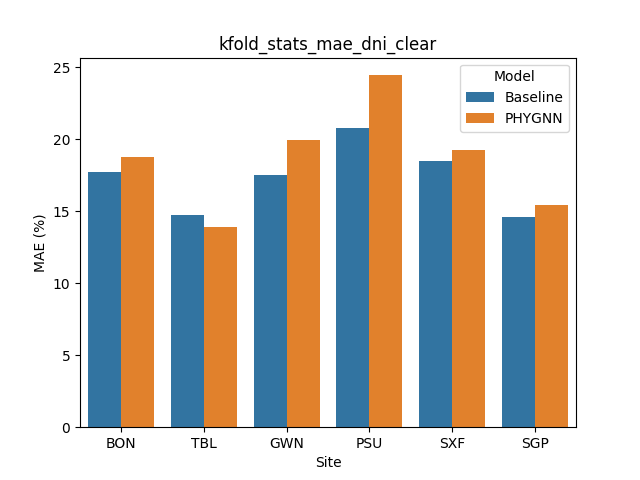 kfold_stats_mae_dni_clear
Model
Baseline
PHYGNN
MAE (%)
25
20
15
10
5
0
BON TBL GWN PSU SXF SGP
Site